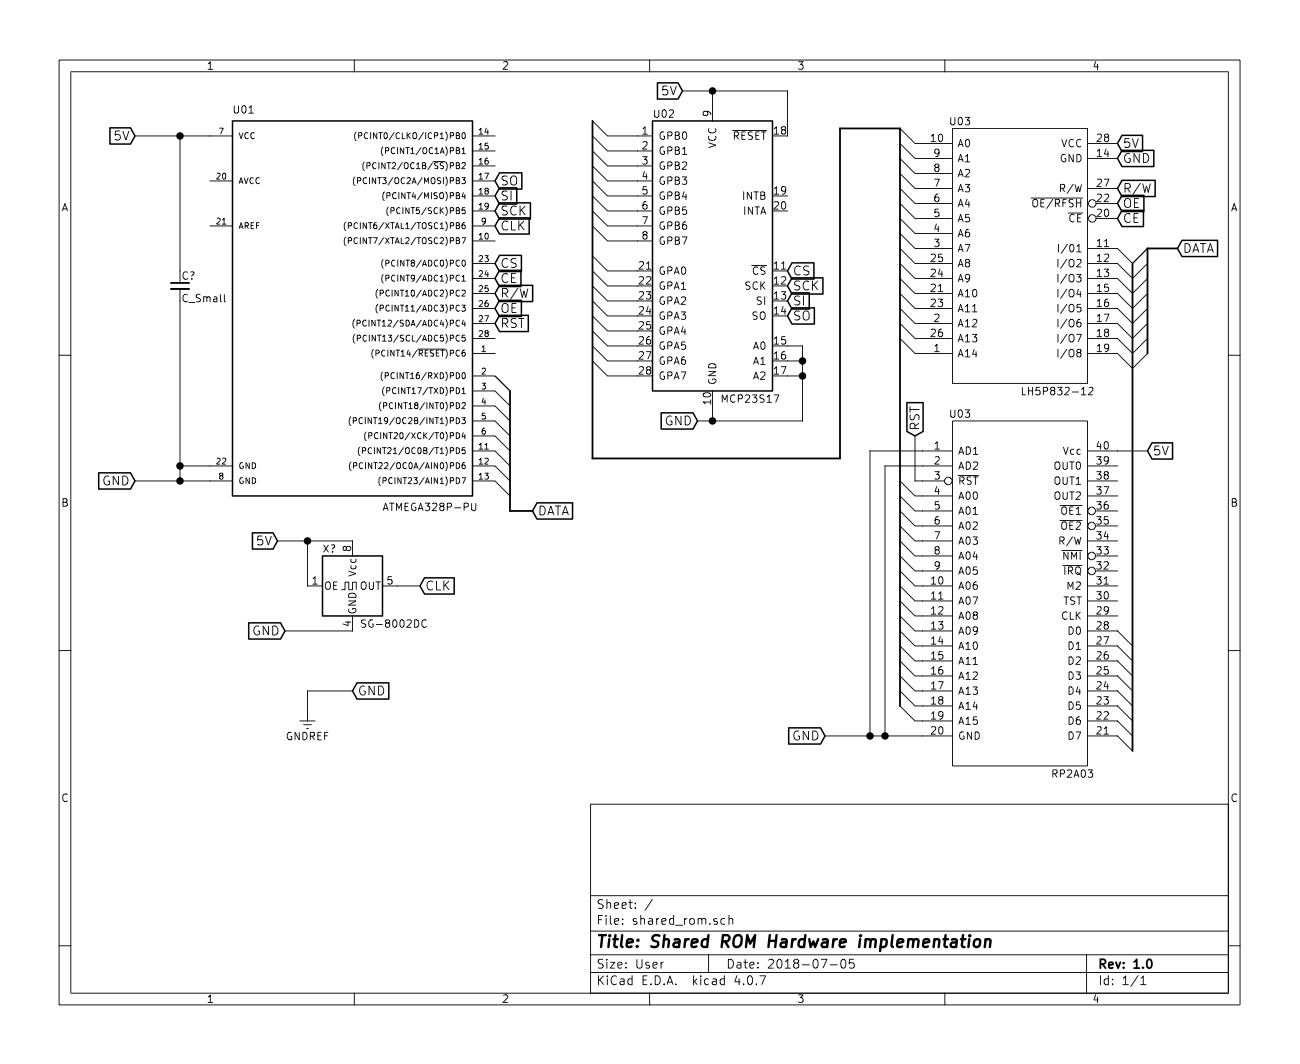 1 2 3 4
A B C
U01
5V
7 VCC
20 AVCC
21 AREF
C?
C_Small
GND
22 GND
8 GND
(PCINT0/CLKO/ICP1)PB0 14
(PCINT1/OC1A)PB1 15
(PCINT2/OC1B/SS)PB2 16
(PCINT3/OC2A/MOSI)PB3 17 SO
(PCINT4/MISO)PB4 18 SI
(PCINT5/SCK)PB5 19 SCK
(PCINT6/XTAL1/TOSC1)PB6 9 CLK
(PCINT7/XTAL2/TOSC2)PB7 10
(PCINT8/ADC0)PC0 23 CS
(PCINT9/ADC1)PC1 24 CE
(PCINT10/ADC2)PC2 25 R/W
(PCINT11/ADC3)PC3 26 OE
(PCINT12/SDA/ADC4)PC4 27 RST
(PCINT13/SCL/ADC5)PC5 28
(PCINT14/RESET)PC6 1
(PCINT16/RXD)PD0 2
(PCINT17/TXD)PD1 3
(PCINT18/INT0)PD2 4
(PCINT19/OC2B/INT1)PD3 5
(PCINT20/XCK/T0)PD4 6
(PCINT21/OC0B/T1)PD5 11
(PCINT22/OC0A/AIN0)PD6 12
(PCINT23/AIN1)PD7 13
ATMEGA328P-PU
DATA
5V
X?
8 Vcc
1 OE OUT 5 CLK
4 GND
SG-8002DC
GND
GND
GNDREF
5V
U02
9 VCC
RESET 18
1 GPB0
2 GPB1
3 GPB2
4 GPB3
5 GPB4
6 GPB5
7 GPB6
8 GPB7
INTB 19
INTA 20
21 GPA0
22 GPA1
23 GPA2
24 GPA3
25 GPA4
26 GPA5
27 GPA6
28 GPA7
CS 11 CS
SCK 12 SCK
SI 13 SI
SO 14 SO
A0 15
A1 16
A2 17
10 GND
MCP23S17
GND
U03
10 A0
9 A1
8 A2
7 A3
6 A4
5 A5
4 A6
3 A7
25 A8
24 A9
21 A10
23 A11
2 A12
26 A13
1 A14
VCC 28 5V
GND 14 GND
R/W 27 R/W
OE/RFSH 22 OE
CE 20 CE
I/O1 11
I/O2 12
I/O3 13
I/O4 15
I/O5 16
I/O6 17
I/O7 18
I/O8 19
DATA
LH5P832-12
RST
U03
1 AD1
2 AD2
3 RST
4 A00
5 A01
6 A02
7 A03
8 A04
9 A05
10 A06
11 A07
12 A08
13 A09
14 A10
15 A11
16 A12
17 A13
18 A14
19 A15
20 GND
GND
Vcc 40 5V
OUT0 39
OUT1 38
OUT2 37
OE1 36
OE2 35
R/W 34
NMI 33
IRQ 32
M2 31
TST 30
CLK 29
D0 28
D1 27
D2 26
D3 25
D4 24
D5 23
D6 22
D7 21
RP2A03
Sheet: /
File: shared_rom.sch
Title: Shared ROM Hardware implementation
Size: User Date: 2018-07-05 Rev: 1.0
KiCad E.D.A. kicad 4.0.7 Id: 1/1
A B C
1 2 3 4